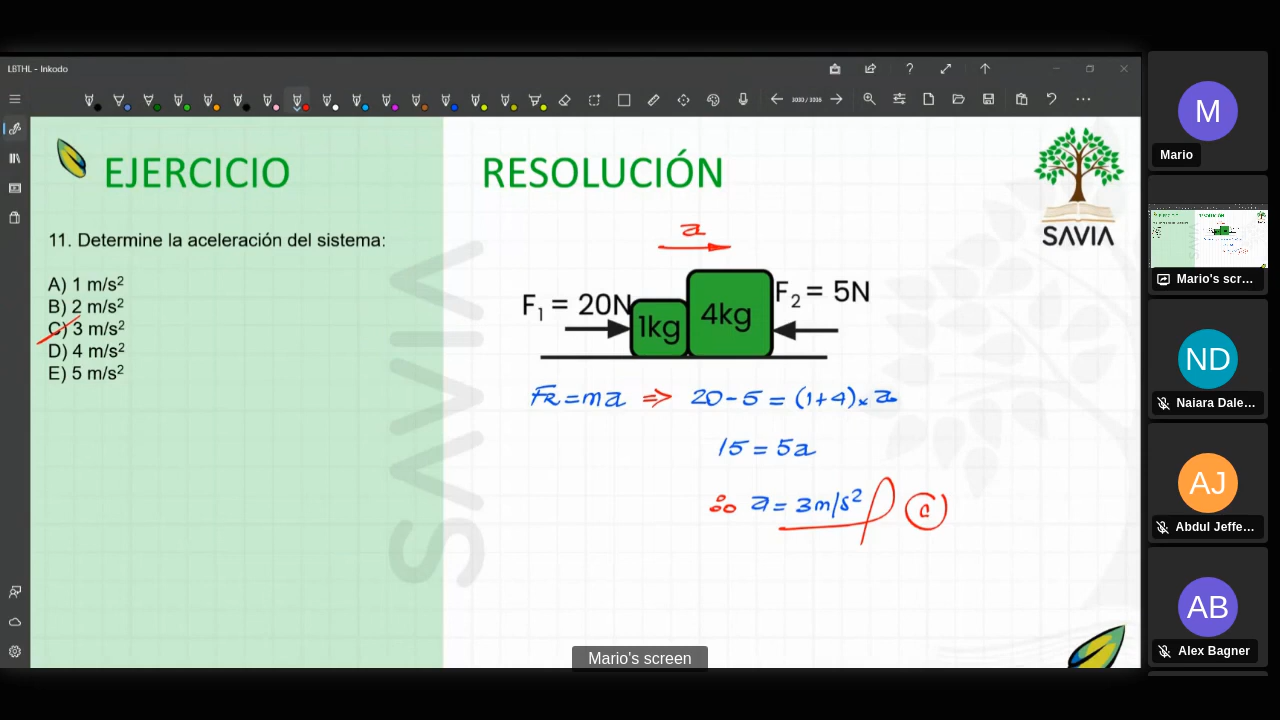 LBTHL - Inkodo
3030 / 3316
EJERCICIO
RESOLUCIÓN
SAVIA
11. Determine la aceleración del sistema:
A) 1 m/s²
B) 2 m/s²
C) 3 m/s²
D) 4 m/s²
E) 5 m/s²
SAVIA
a
F₁ = 20N
1kg
4kg
F₂ = 5N
FR = ma ⇒ 20 - 5 = (1+4) × a
15 = 5a
∴ a = 3m/s² C
Mario's screen
M
Mario
Mario's scr...
ND
Naiara Dale...
AJ
Abdul Jeffe...
AB
Alex Bagner